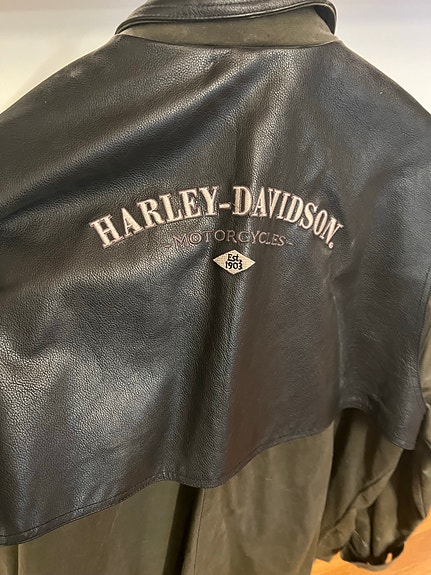 HARLEY-DAVIDSON
-MOTORCYCLES-
Est.
1903